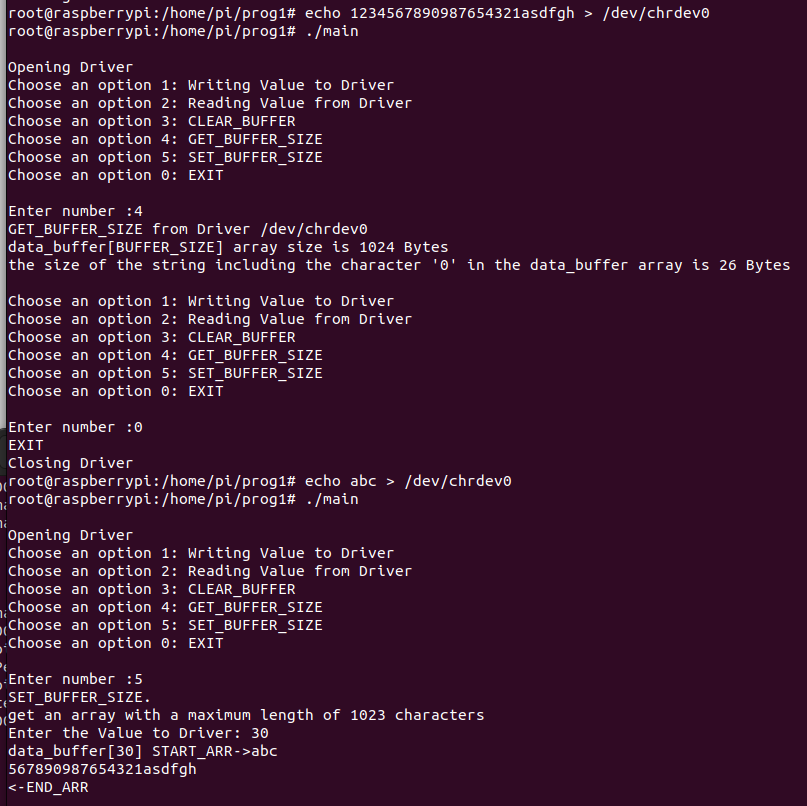 root@raspberrypi:/home/pi/prog1# echo 1234567890987654321asdfgh > /dev/chrdev0
root@raspberrypi:/home/pi/prog1# ./main

Opening Driver
Choose an option 1: Writing Value to Driver
Choose an option 2: Reading Value from Driver
Choose an option 3: CLEAR_BUFFER
Choose an option 4: GET_BUFFER_SIZE
Choose an option 5: SET_BUFFER_SIZE
Choose an option 0: EXIT

Enter number :4
GET_BUFFER_SIZE from Driver /dev/chrdev0
data_buffer[BUFFER_SIZE] array size is 1024 Bytes
the size of the string including the character '0' in the data_buffer array is 26 Bytes

Choose an option 1: Writing Value to Driver
Choose an option 2: Reading Value from Driver
Choose an option 3: CLEAR_BUFFER
Choose an option 4: GET_BUFFER_SIZE
Choose an option 5: SET_BUFFER_SIZE
Choose an option 0: EXIT

Enter number :0
EXIT
Closing Driver
root@raspberrypi:/home/pi/prog1# echo abc > /dev/chrdev0
root@raspberrypi:/home/pi/prog1# ./main

Opening Driver
Choose an option 1: Writing Value to Driver
Choose an option 2: Reading Value from Driver
Choose an option 3: CLEAR_BUFFER
Choose an option 4: GET_BUFFER_SIZE
Choose an option 5: SET_BUFFER_SIZE
Choose an option 0: EXIT

Enter number :5
SET_BUFFER_SIZE.
get an array with a maximum length of 1023 characters
Enter the Value to Driver: 30
data_buffer[30] START_ARR->abc
567890987654321asdfgh
<-END_ARR